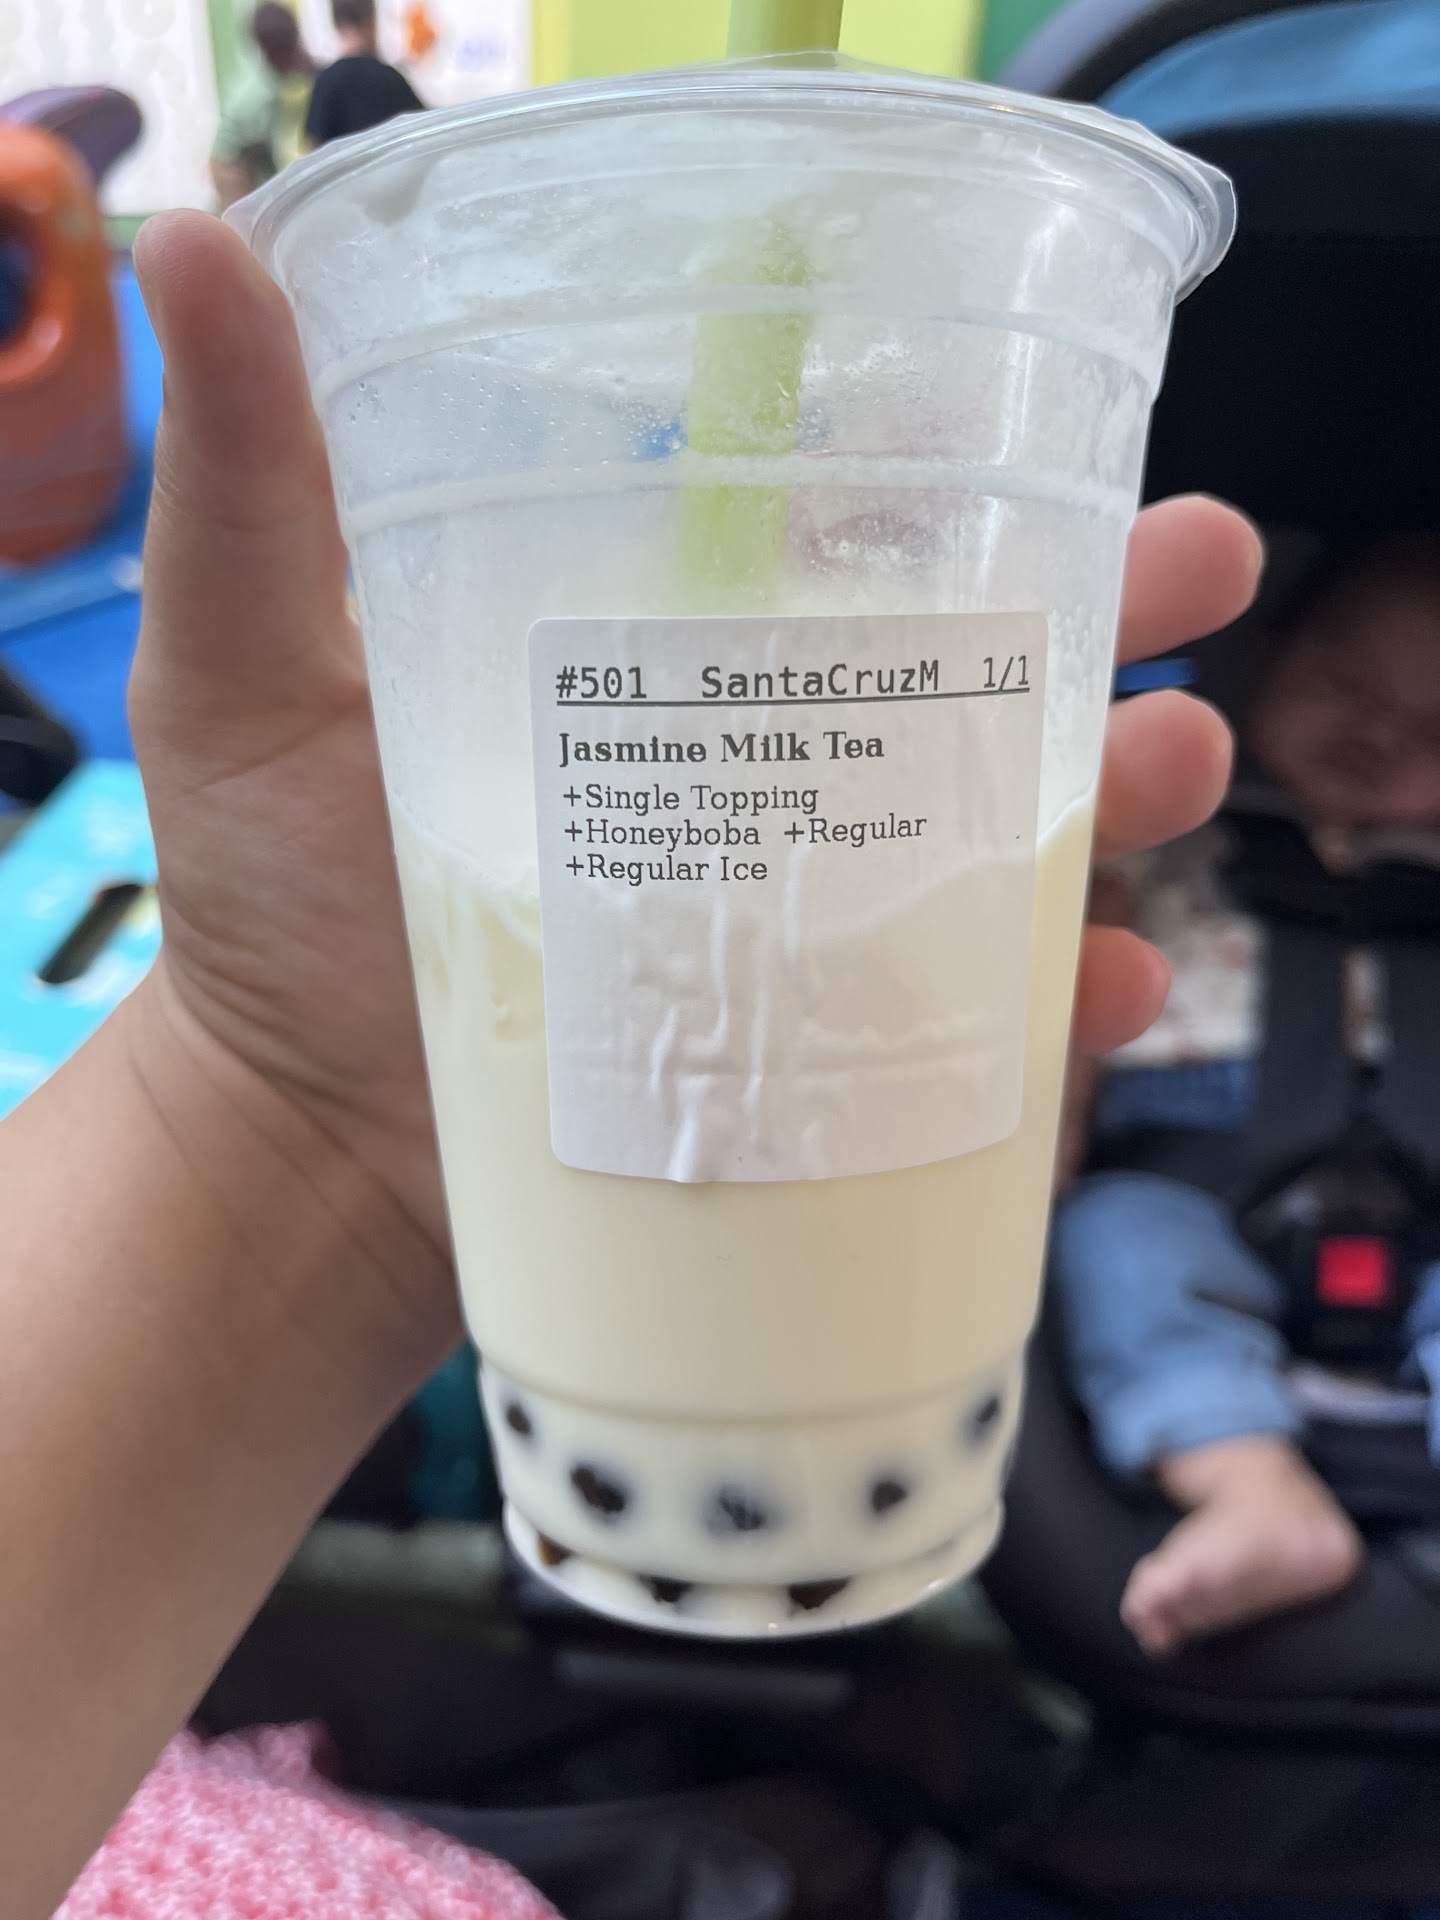 #501 SantaCruzM 1/1
Jasmine Milk Tea
+Single Topping
+Honeyboba +Regular
+Regular Ice